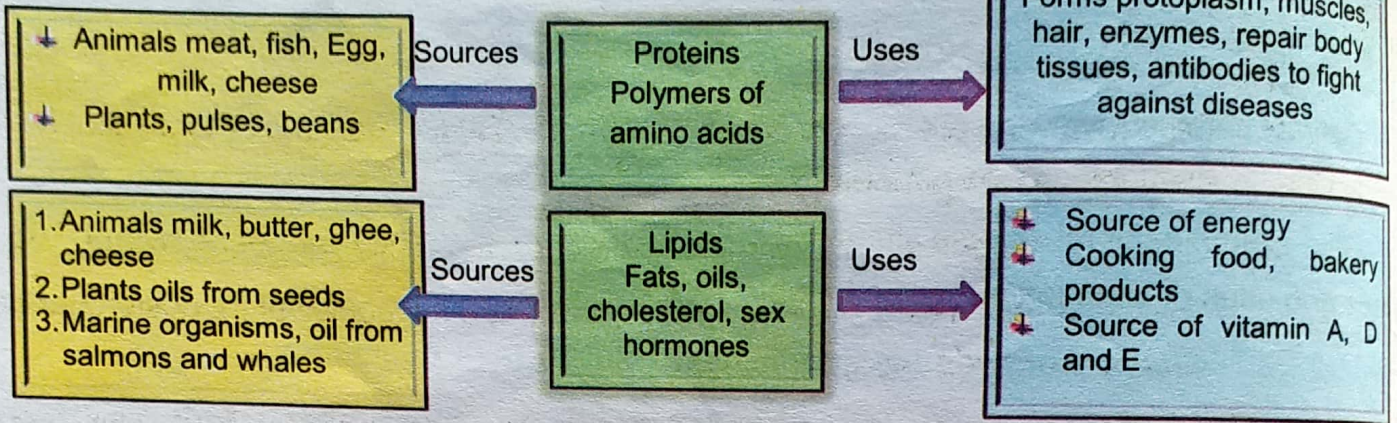 Animals meat, fish, Egg,
milk, cheese
Plants, pulses, beans
Sources
Proteins
Polymers of
amino acids
Uses
Forms protoplasm, muscles,
hair, enzymes, repair body
tissues, antibodies to fight
against diseases
1.Animals milk, butter, ghee,
cheese
2.Plants oils from seeds
3.Marine organisms, oil from
salmons and whales
Sources
Lipids
Fats, oils,
cholesterol, sex
hormones
Uses
Source of energy
Cooking food, bakery
products
Source of vitamin A, D
and E